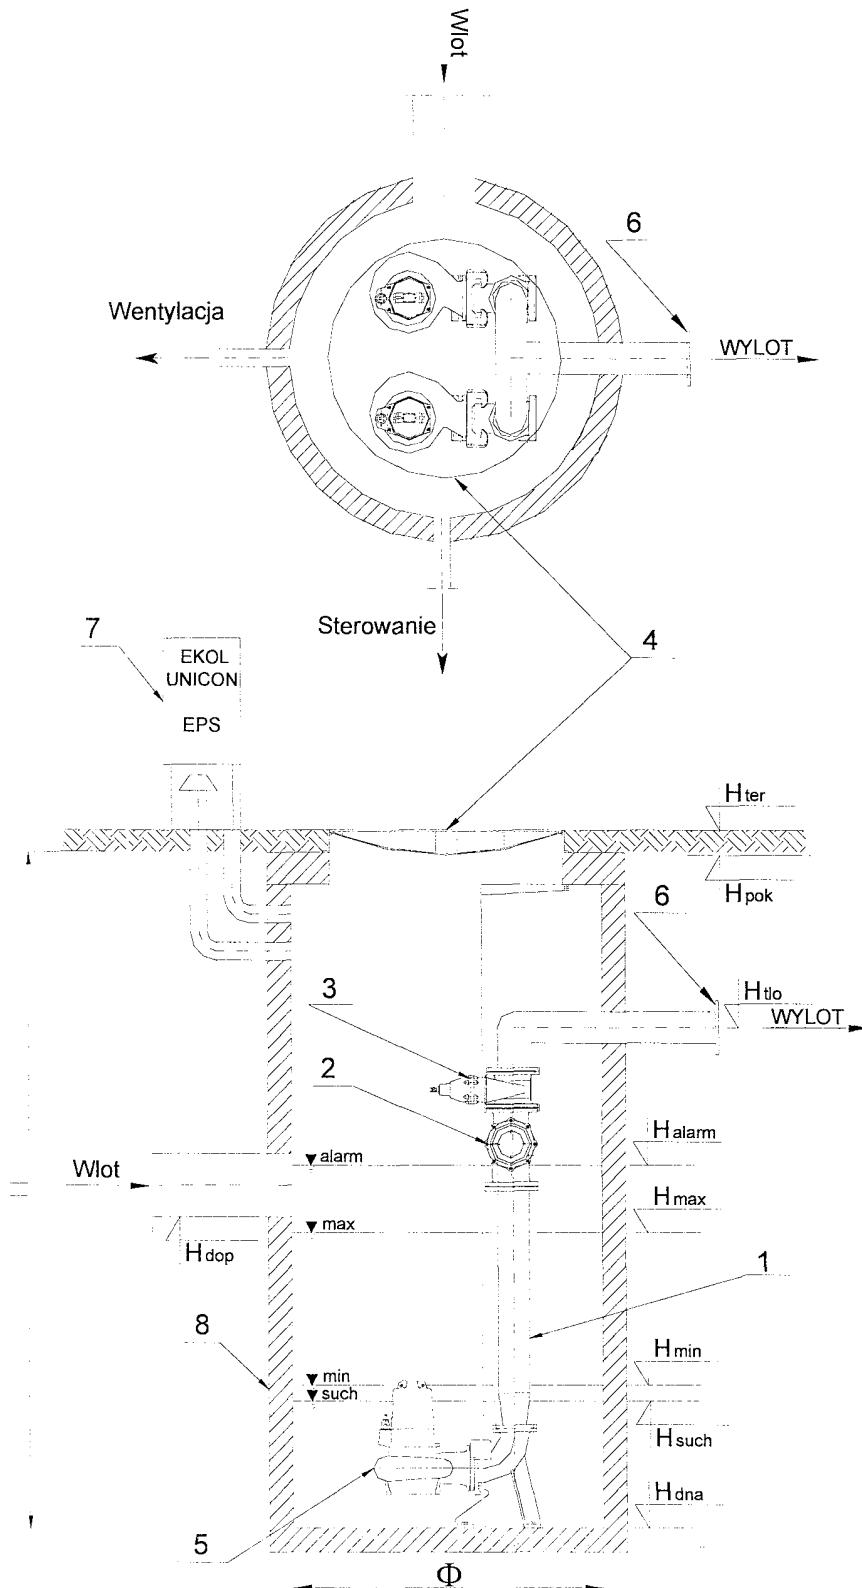 Wlot
6
Wentylacja
WYLOT
Sterowanie
4
7
EKOL
UNICON
EPS
Hter
Hpok
6
3
Htlo
WYLOT
2
Halarm
alarm
Wlot
Hmax
max
Hdop
1
8
Hmin
min
such
Hsuch
Hdna
5
Φ